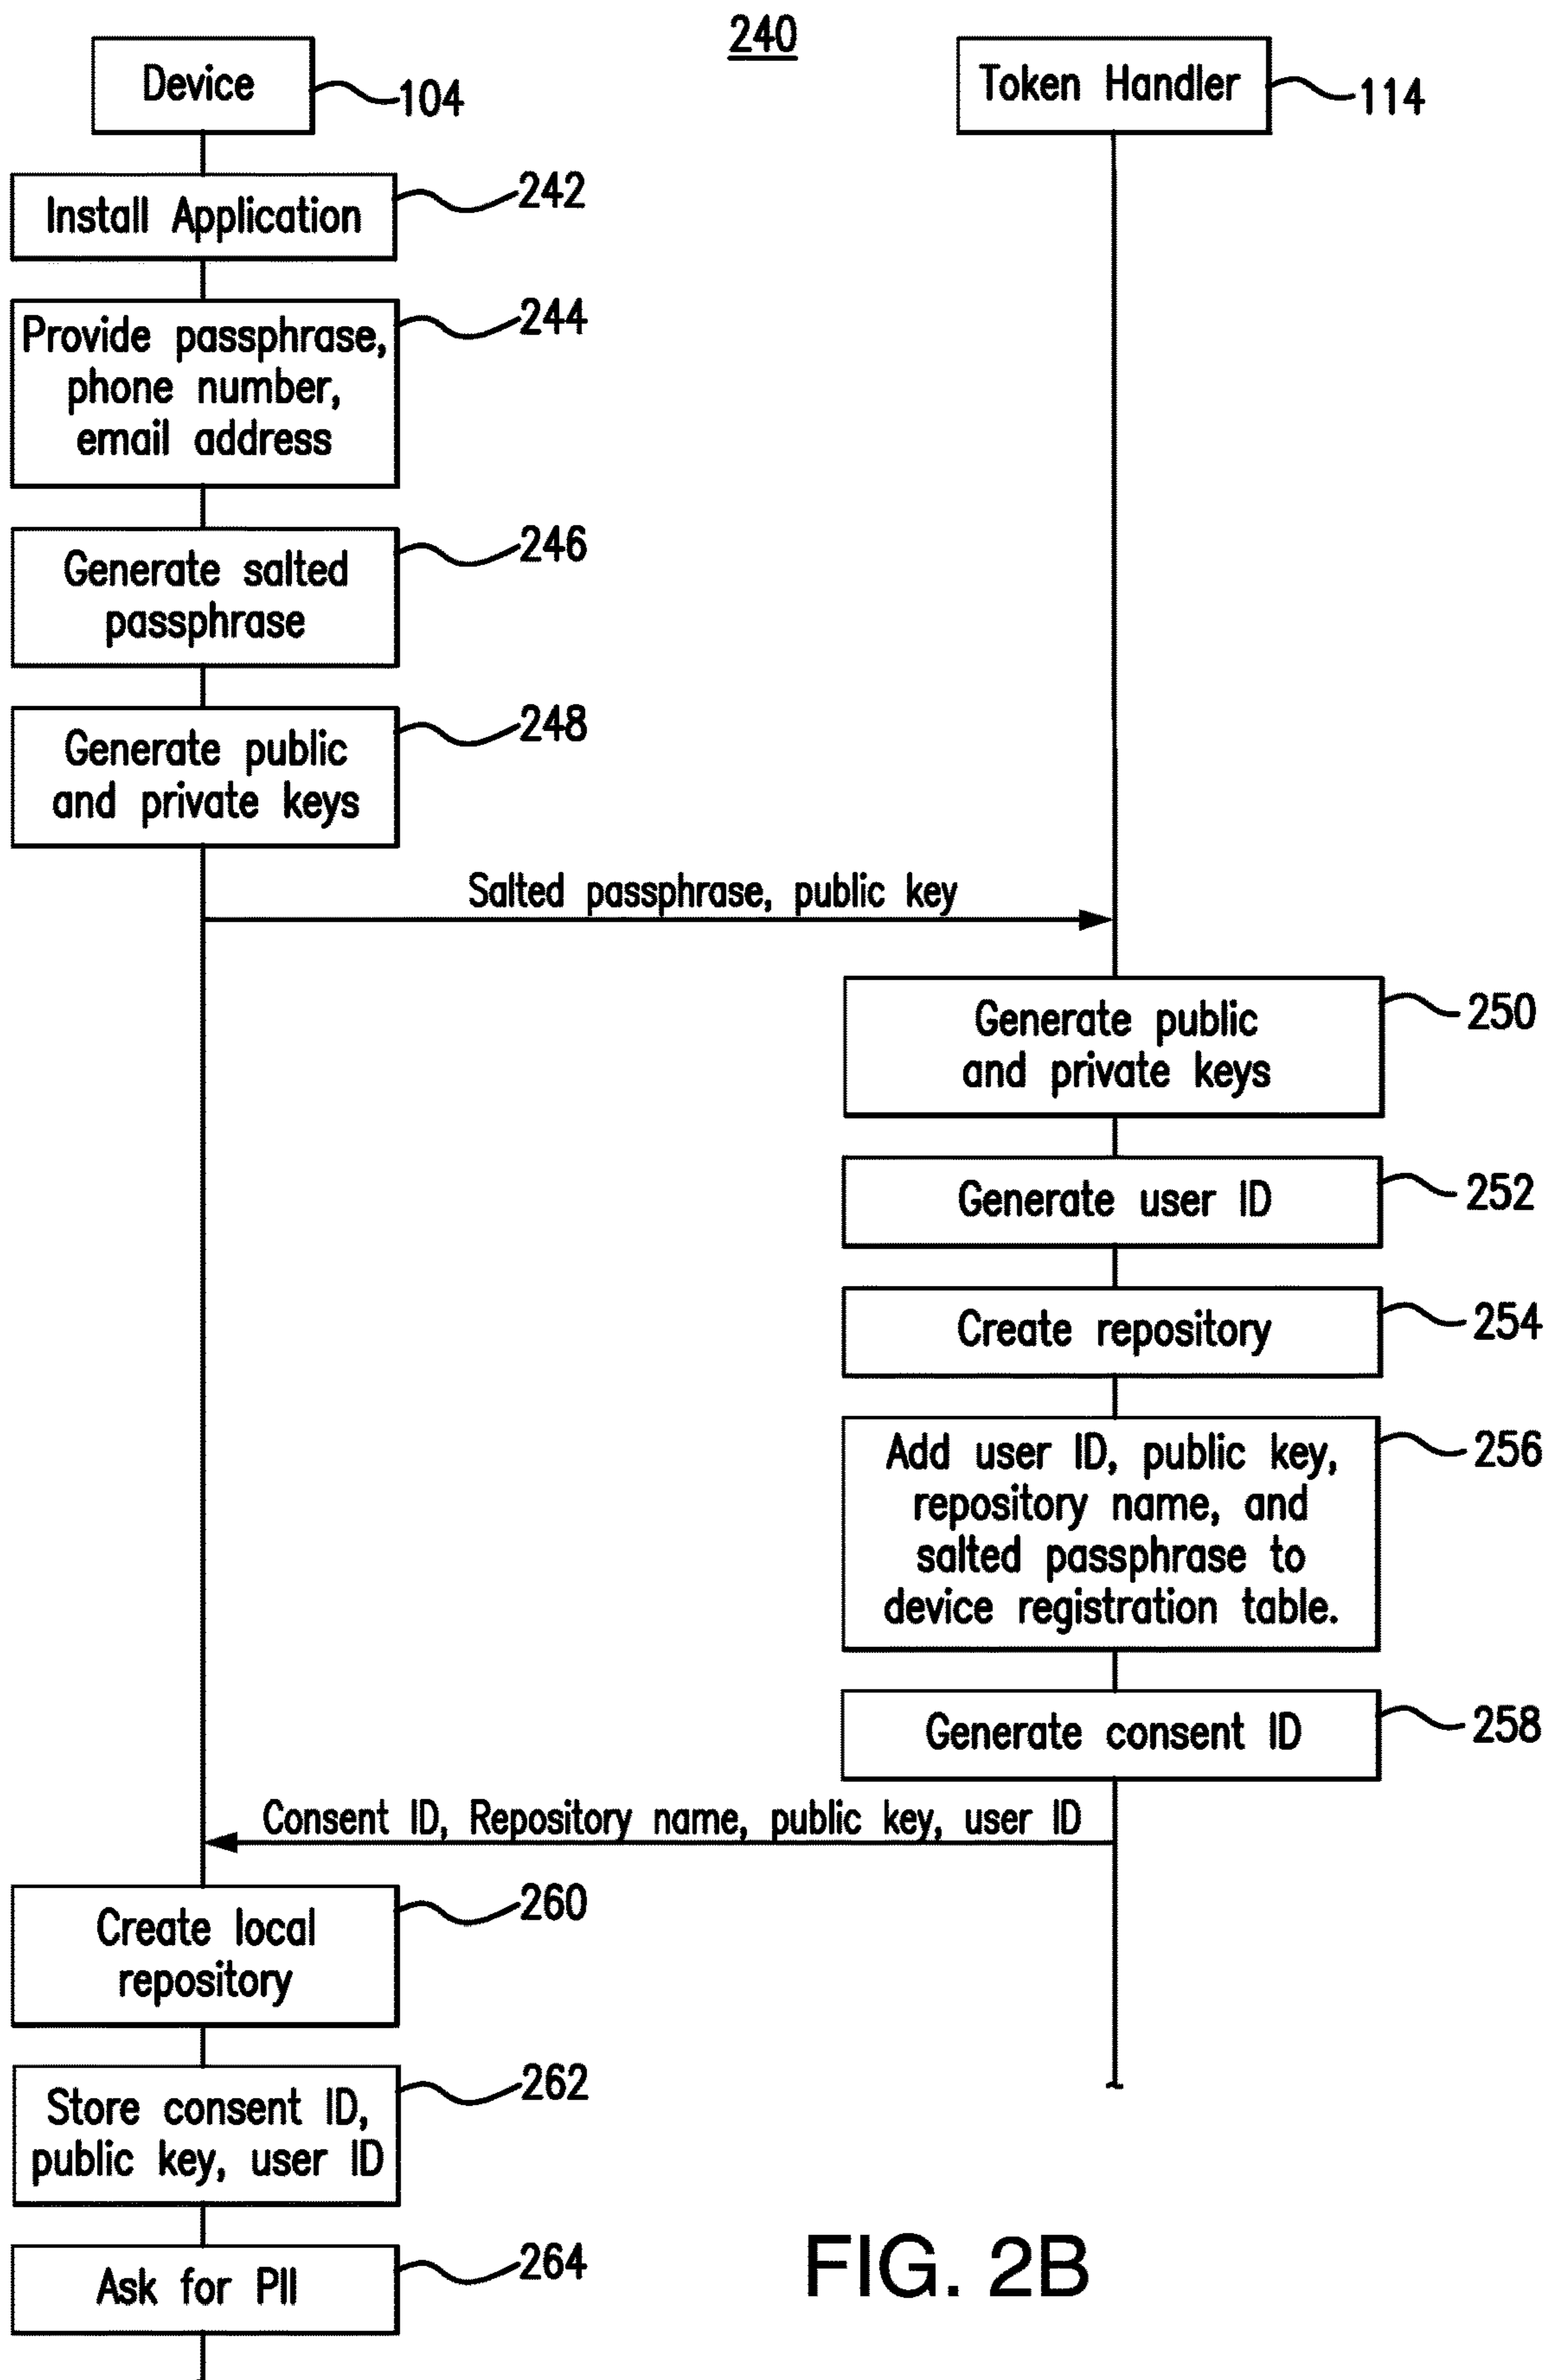 240
Device
104
Token Handler
114
Install Application
242
Provide passphrase,
phone number,
email address
244
Generate salted
passphrase
246
Generate public
and private keys
248
Salted passphrase, public key
Generate public
and private keys
250
Generate user ID
252
Create repository
254
Add user ID, public key,
repository name, and
salted passphrase to
device registration table.
256
Generate consent ID
258
Consent ID, Repository name, public key, user ID
Create local
repository
260
Store consent ID,
public key, user ID
262
Ask for PII
264
FIG. 2B